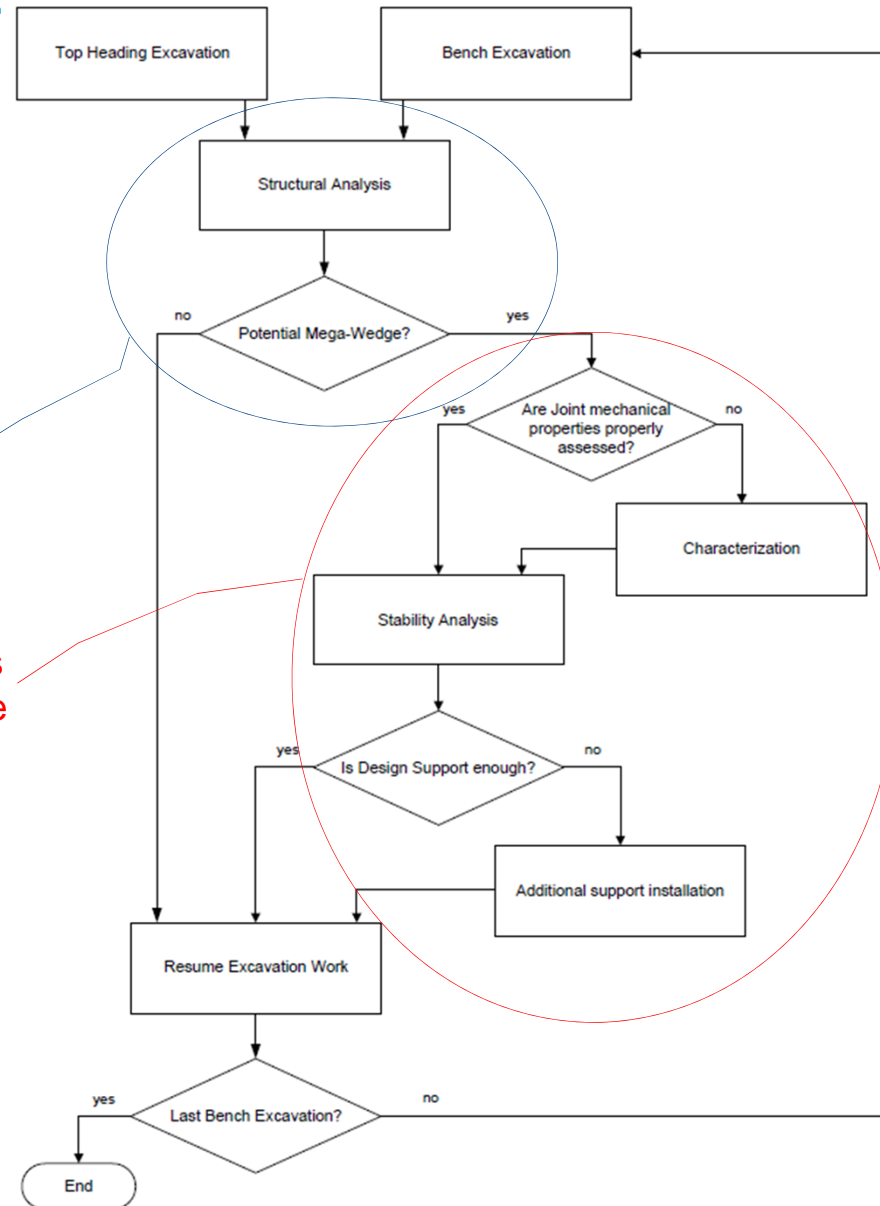 Top Heading Excavation
Bench Excavation
Structural Analysis
no
Potential Mega-Wedge?
yes
yes
Are Joint mechanical
properties properly
assessed?
no
Characterization
Stability Analysis
yes
Is Design Support enough?
no
Additional support installation
Resume Excavation Work
yes
Last Bench Excavation?
no
End